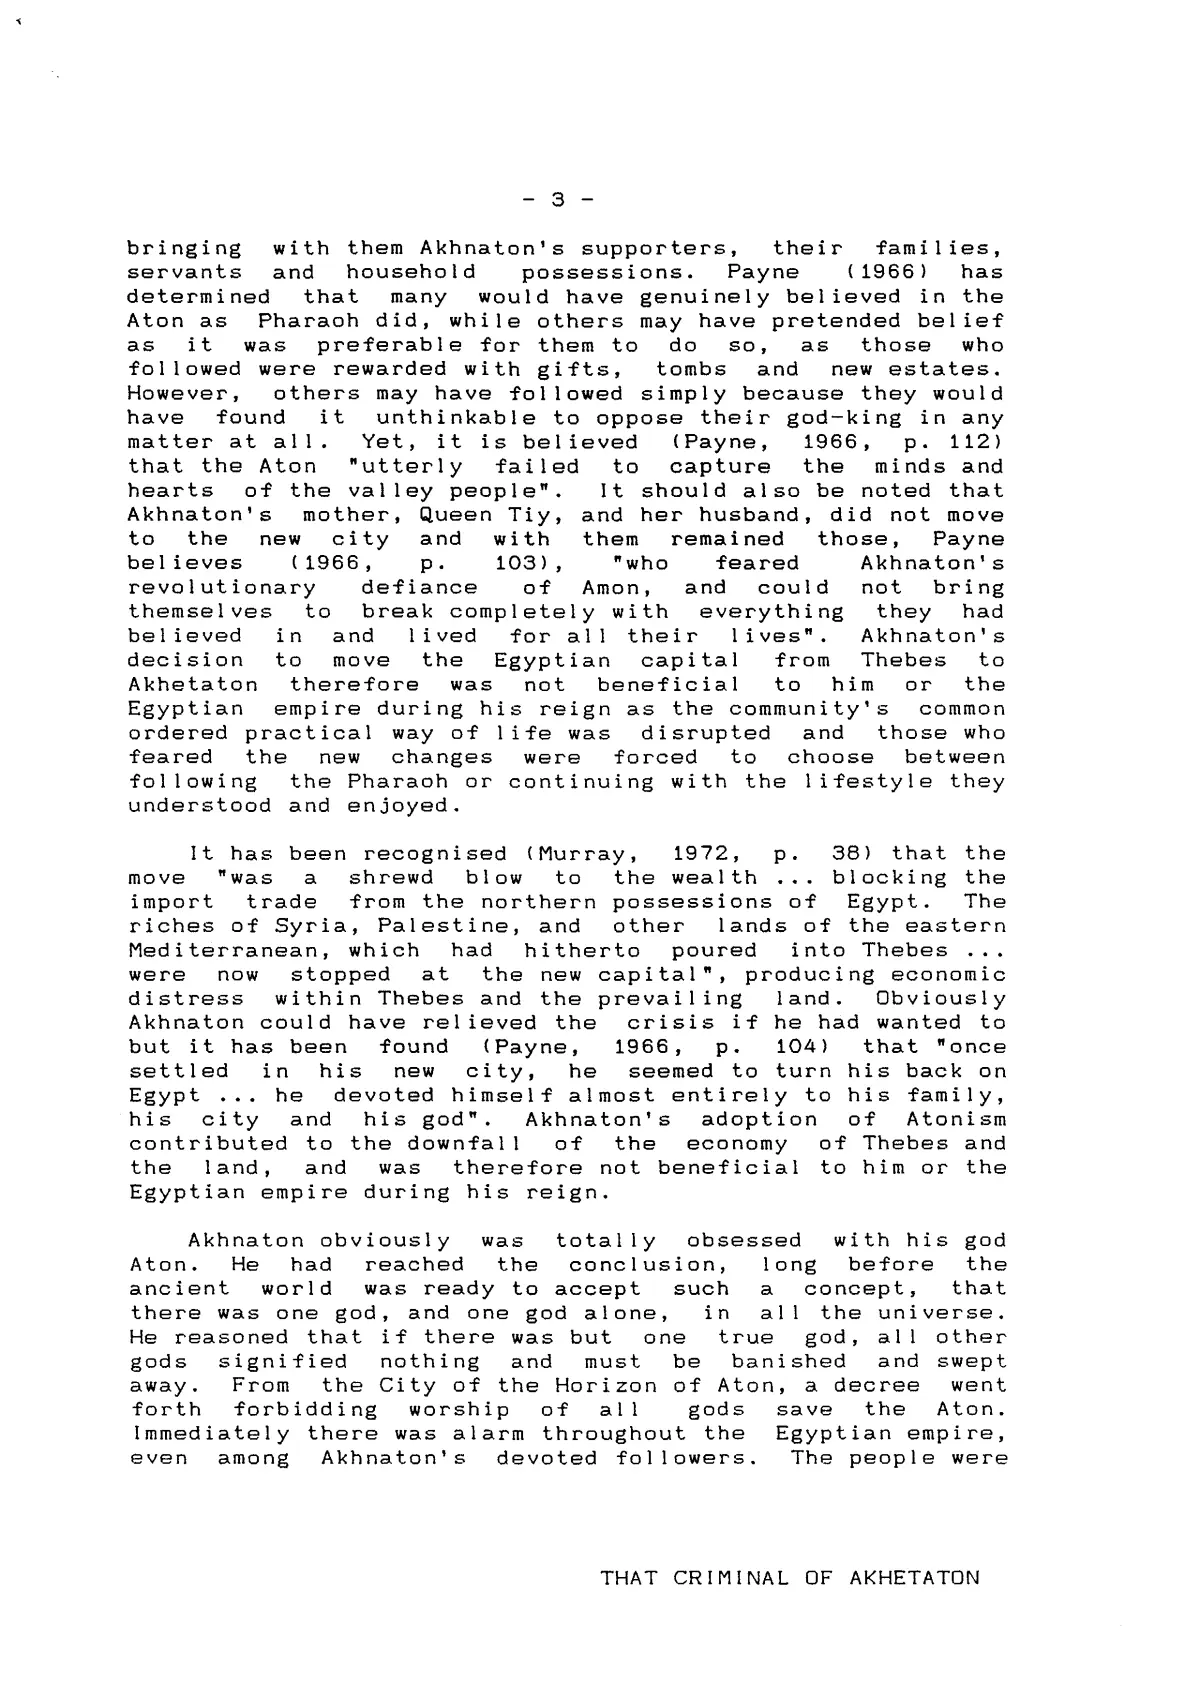 - 3 -
bringing with them Akhnaton's supporters, their families,
servants and household possessions. Payne (1966) has
determined that many would have genuinely believed in the
Aton as Pharaoh did, while others may have pretended belief
as it was preferable for them to do so, as those who
followed were rewarded with gifts, tombs and new estates.
However, others may have followed simply because they would
have found it unthinkable to oppose their god-king in any
matter at all. Yet, it is believed (Payne, 1966, p. 112)
that the Aton "utterly failed to capture the minds and
hearts of the valley people". It should also be noted that
Akhnaton's mother, Queen Tiy, and her husband, did not move
to the new city and with them remained those, Payne
believes (1966, p. 103), "who feared Akhnaton's
revolutionary defiance of Amon, and could not bring
themselves to break completely with everything they had
believed in and lived for all their lives". Akhnaton's
decision to move the Egyptian capital from Thebes to
Akhetaton therefore was not beneficial to him or the
Egyptian empire during his reign as the community's common
ordered practical way of life was disrupted and those who
feared the new changes were forced to choose between
following the Pharaoh or continuing with the lifestyle they
understood and enjoyed.
It has been recognised (Murray, 1972, p. 38) that the
move "was a shrewd blow to the wealth ... blocking the
import trade from the northern possessions of Egypt. The
riches of Syria, Palestine, and other lands of the eastern
Mediterranean, which had hitherto poured into Thebes ...
were now stopped at the new capital", producing economic
distress within Thebes and the prevailing land. Obviously
Akhnaton could have relieved the crisis if he had wanted to
but it has been found (Payne, 1966, p. 104) that "once
settled in his new city, he seemed to turn his back on
Egypt ... he devoted himself almost entirely to his family,
his city and his god". Akhnaton's adoption of Atonism
contributed to the downfall of the economy of Thebes and
the land, and was therefore not beneficial to him or the
Egyptian empire during his reign.
Akhnaton obviously was totally obsessed with his god
Aton. He had reached the conclusion, long before the
ancient world was ready to accept such a concept, that
there was one god, and one god alone, in all the universe.
He reasoned that if there was but one true god, all other
gods signified nothing and must be banished and swept
away. From the City of the Horizon of Aton, a decree went
forth forbidding worship of all gods save the Aton.
Immediately there was alarm throughout the Egyptian empire,
even among Akhnaton's devoted followers. The people were
THAT CRIMINAL OF AKHETATON